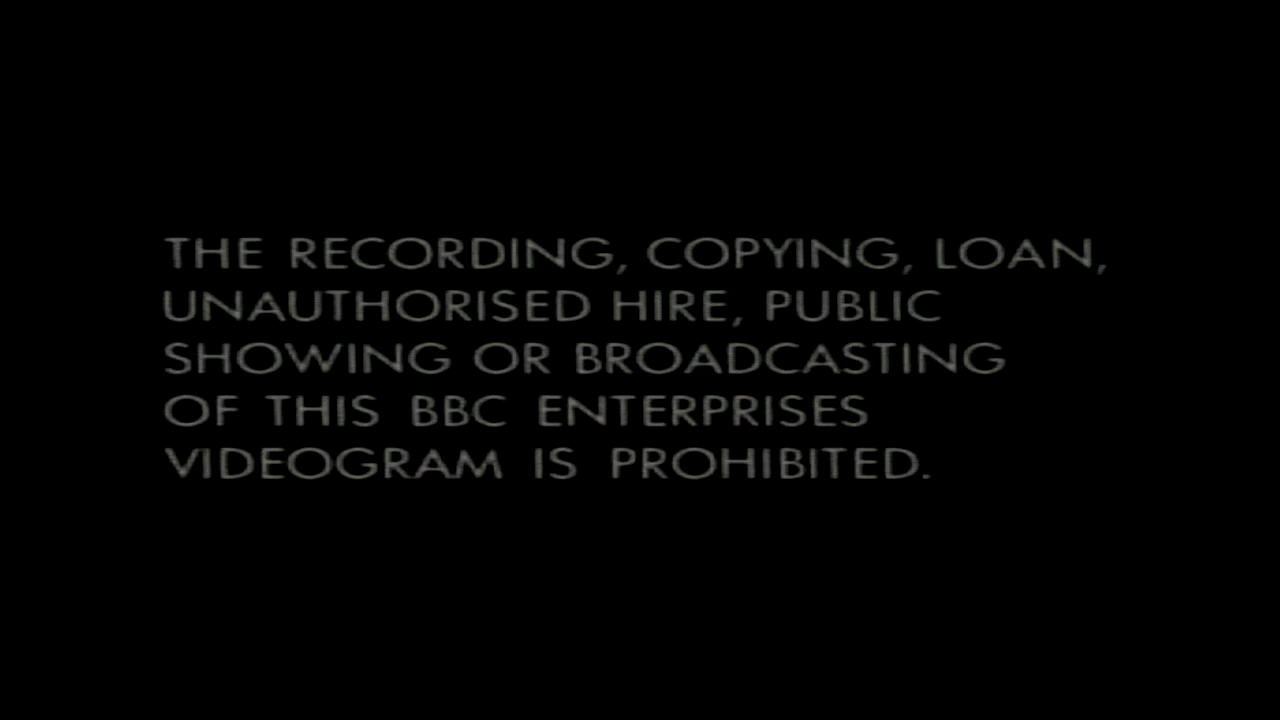 THE RECORDING, COPYING, LOAN,
UNAUTHORISED HIRE, PUBLIC
SHOWING OR BROADCASTING
OF THIS BBC ENTERPRISES
VIDEOGRAM IS PROHIBITED.